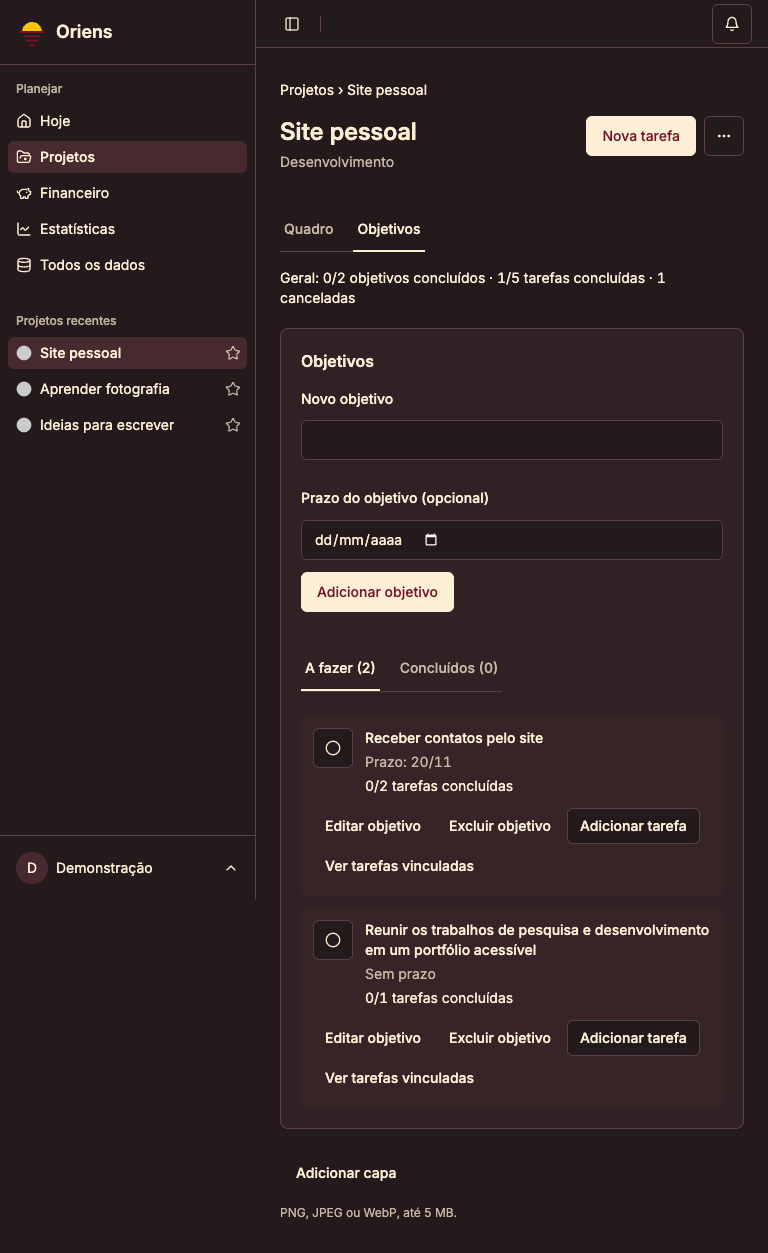 Oriens
Planejar
Hoje
Projetos
Financeiro
Estatísticas
Todos os dados
Projetos recentes
Site pessoal
Aprender fotografia
Ideias para escrever
D Demonstração
Projetos › Site pessoal
Site pessoal
Desenvolvimento
Nova tarefa
Quadro Objetivos
Geral: 0/2 objetivos concluídos · 1/5 tarefas concluídas · 1
canceladas
Objetivos
Novo objetivo
Prazo do objetivo (opcional)
dd/mm/aaaa
Adicionar objetivo
A fazer (2) Concluídos (0)
Receber contatos pelo site
Prazo: 20/11
0/2 tarefas concluídas
Editar objetivo Excluir objetivo Adicionar tarefa
Ver tarefas vinculadas
Reunir os trabalhos de pesquisa e desenvolvimento
em um portfólio acessível
Sem prazo
0/1 tarefas concluídas
Editar objetivo Excluir objetivo Adicionar tarefa
Ver tarefas vinculadas
Adicionar capa
PNG, JPEG ou WebP, até 5 MB.